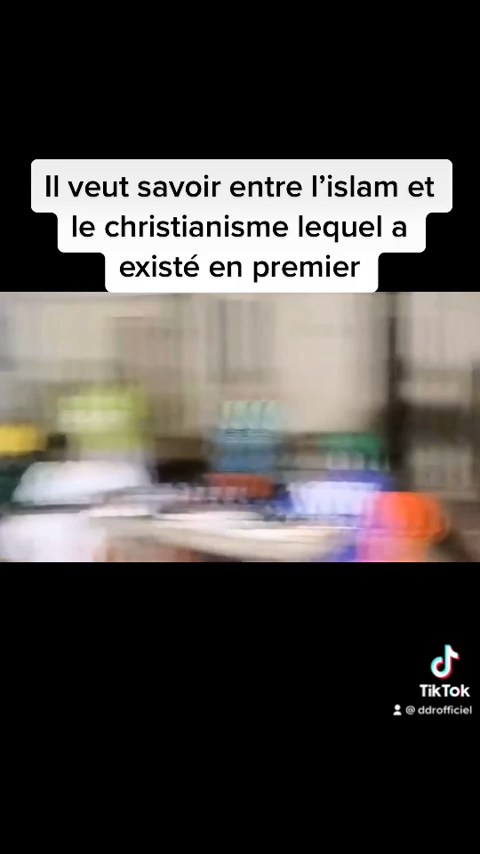 Il veut savoir entre l’islam et
le christianisme lequel a
existé en premier
TikTok
@ ddrofficiel